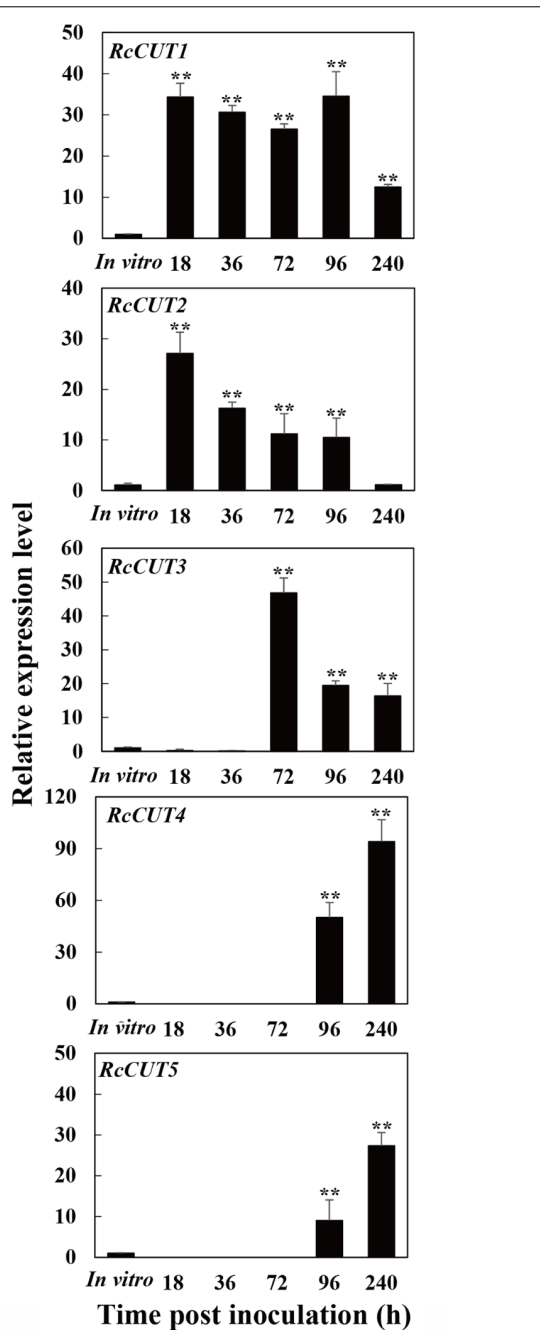 50
RcCUT1
40
30
20
10
0
** ** ** ** **
In vitro 18 36 72 96 240
40
RcCUT2
30
20
10
0
** ** ** **
In vitro 18 36 72 96 240
60
RcCUT3
50
40
30
20
10
0
** ** **
In vitro 18 36 72 96 240
120
RcCUT4
90
60
30
0
** **
In vitro 18 36 72 96 240
50
RcCUT5
40
30
20
10
0
** **
In vitro 18 36 72 96 240
Relative expression level
Time post inoculation (h)